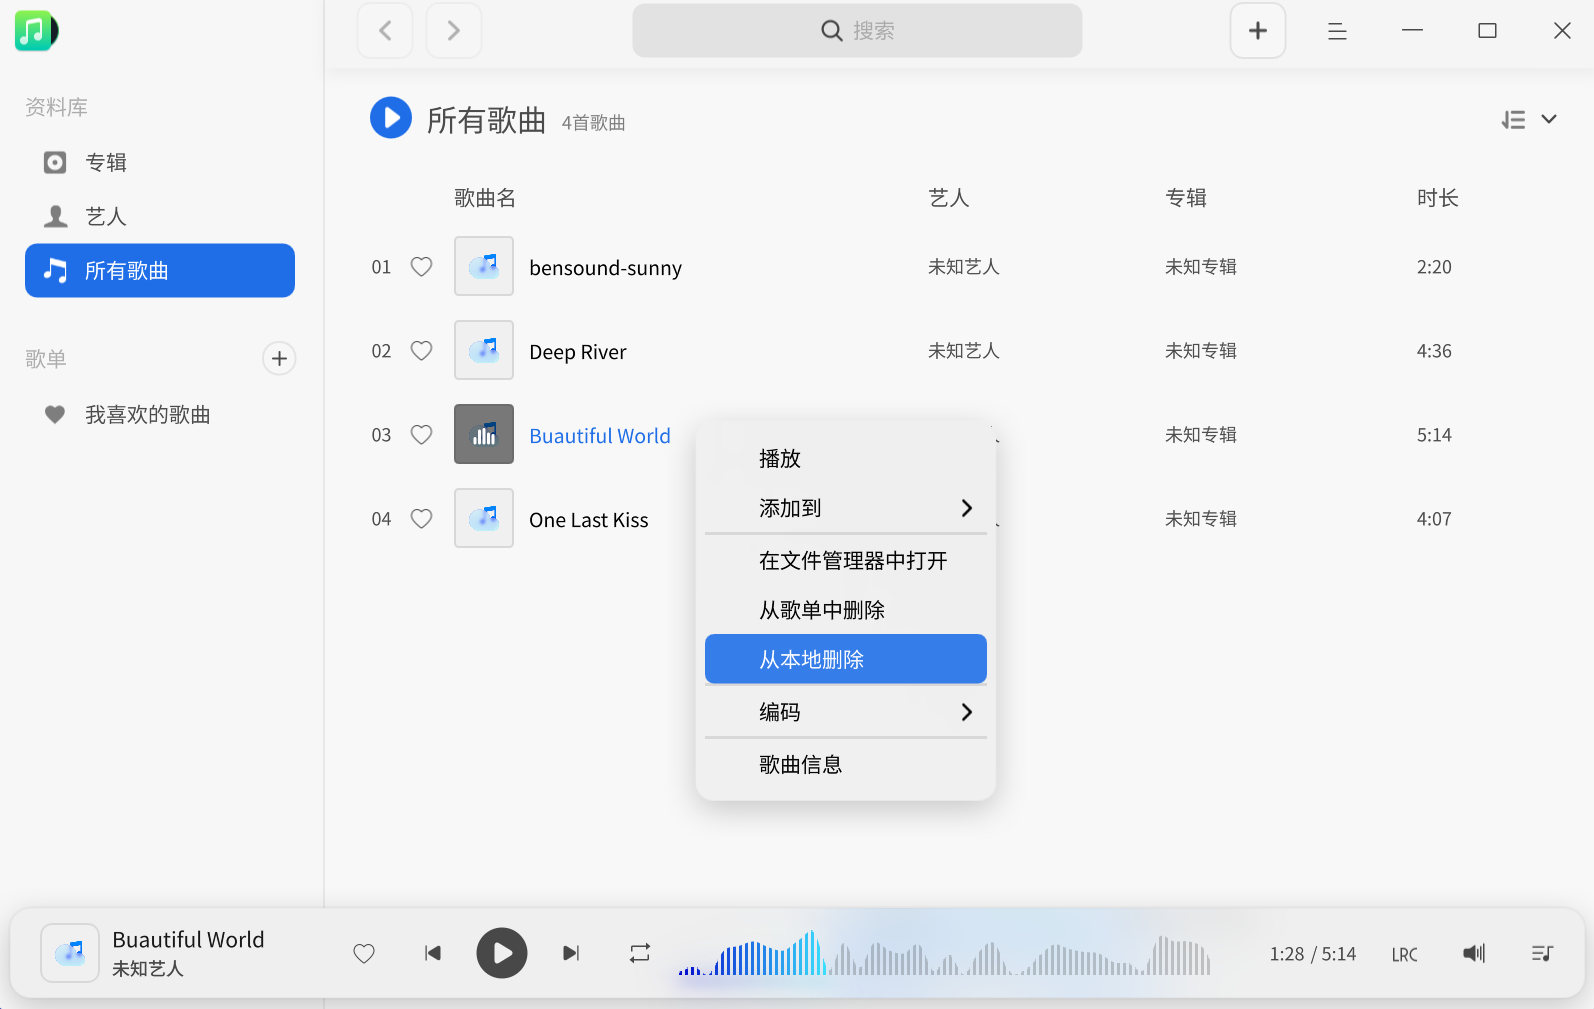 搜索
资料库
专辑
艺人
所有歌曲
歌单
我喜欢的歌曲
所有歌曲 4首歌曲
歌曲名 艺人 专辑 时长
01 bensound-sunny 未知艺人 未知专辑 2:20
02 Deep River 未知艺人 未知专辑 4:36
03 Buautiful World 未知专辑 5:14
04 One Last Kiss 未知专辑 4:07
播放
添加到
在文件管理器中打开
从歌单中删除
从本地删除
编码
歌曲信息
Buautiful World
未知艺人
1:28 / 5:14 LRC